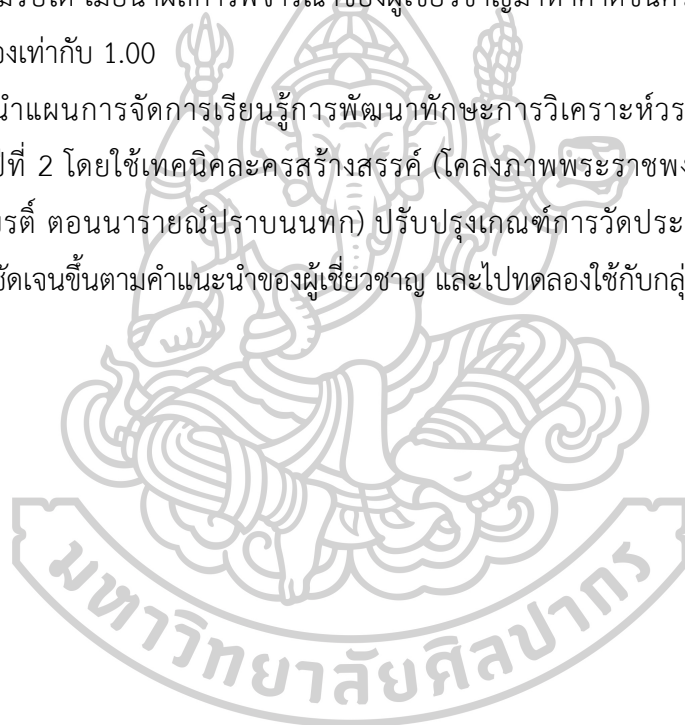 องเท่ากับ 1.00
นำแผนการจัดการเรียนรู้การพัฒนาทักษะการวิเคราะห์วร
ปีที่ 2 โดยใช้เทคนิคละครสร้างสรรค์ (โคลงภาพพระราชพง
ยรติ์ ตอนนารายณ์ปราบนนทก) ปรับปรุงเกณฑ์การวัดประ
ชัดเจนขึ้นตามคำแนะนำของผู้เชี่ยวชาญ และไปทดลองใช้กับกลุ่
มหาวิทยาลัยศิลปากร